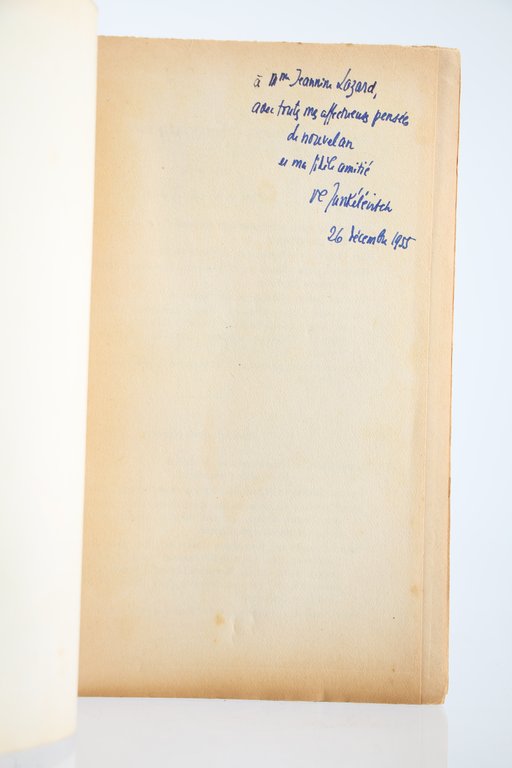 à Mme Jeannine Lazard,
avec toutes mes affectueuses pensées
de nouvel an
et ma fidèle amitié
Vl Jankélévitch
26 décembre 1955